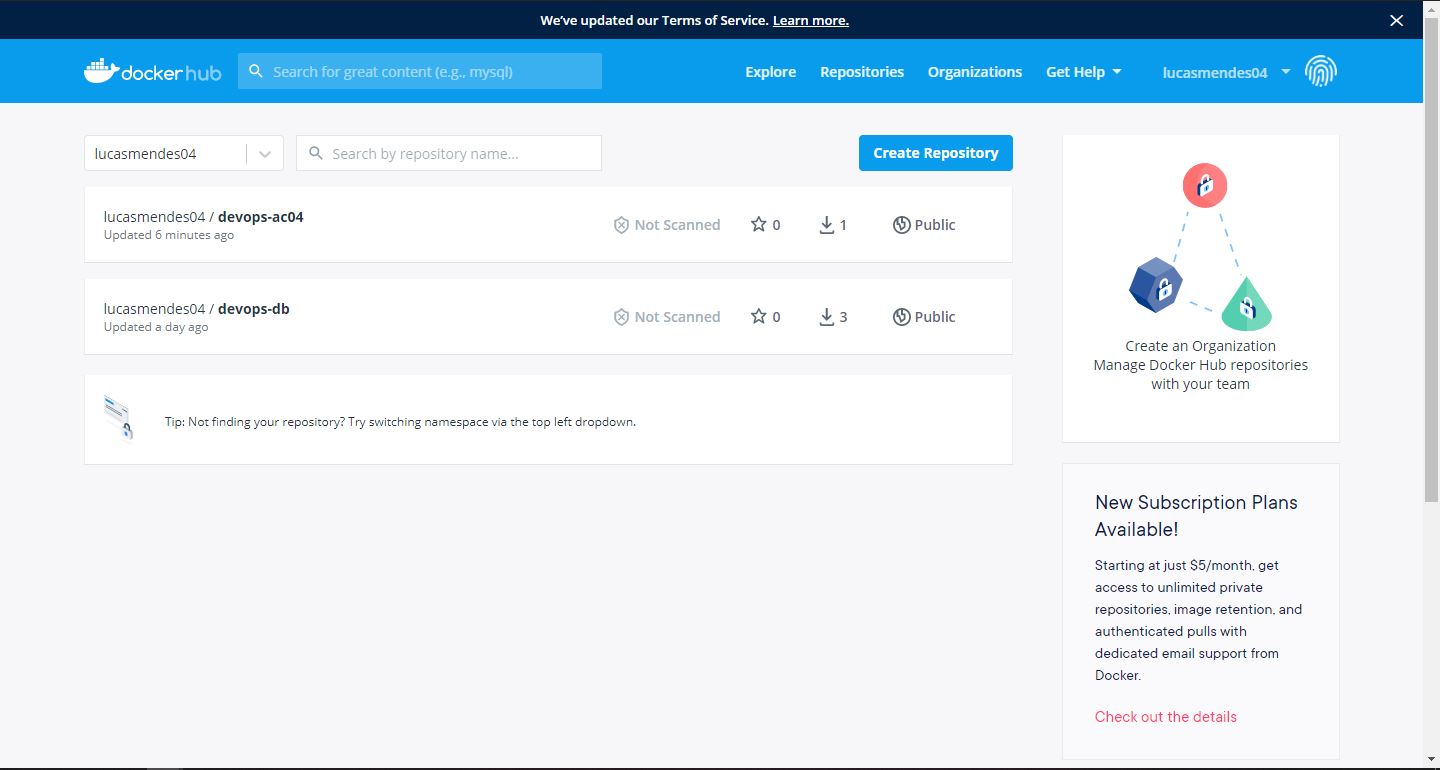 We've updated our Terms of Service. Learn more.
docker hub
Search for great content (e.g., mysql)
Explore
Repositories
Organizations
Get Help
lucasmendes04
lucasmendes04
Search by repository name...
Create Repository
lucasmendes04 / devops-ac04
Updated 6 minutes ago
Not Scanned
0
1
Public
lucasmendes04 / devops-db
Updated a day ago
Not Scanned
0
3
Public
Tip: Not finding your repository? Try switching namespace via the top left dropdown.
Create an Organization
Manage Docker Hub repositories
with your team
New Subscription Plans
Available!
Starting at just $5/month, get
access to unlimited private
repositories, image retention, and
authenticated pulls with
dedicated email support from
Docker.
Check out the details